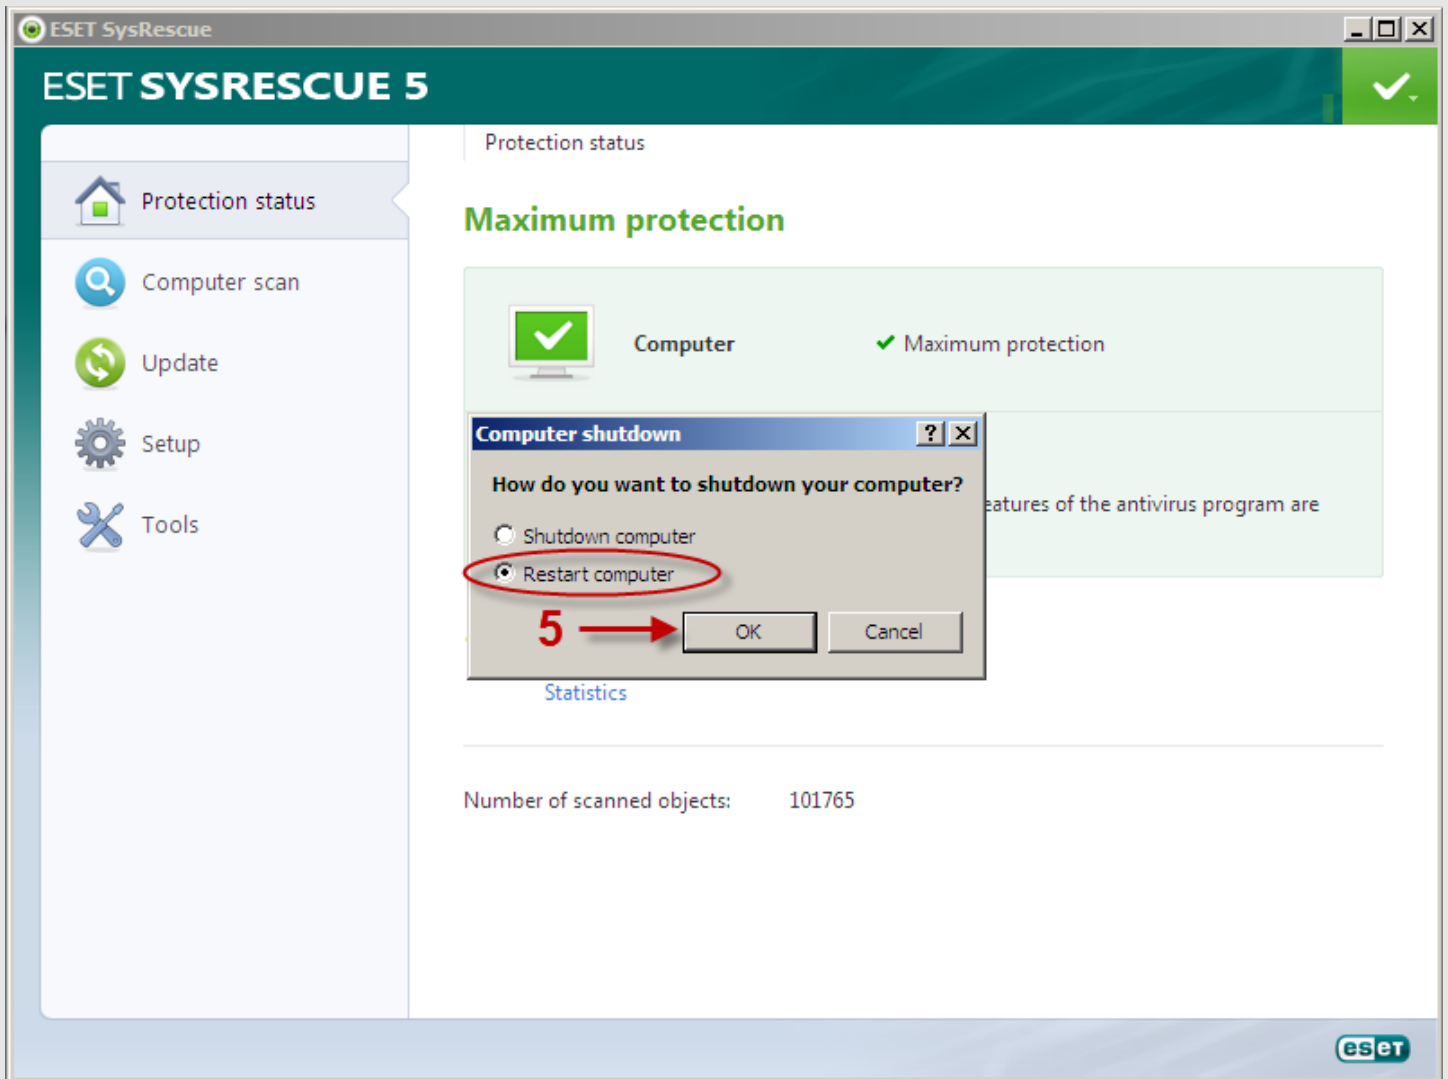 ESET SysRescue
ESET SYSRESCUE 5
Protection status
Computer scan
Update
Setup
Tools
Protection status
Maximum protection
Computer
Maximum protection
eatures of the antivirus program are
Computer shutdown
How do you want to shutdown your computer?
Shutdown computer
Restart computer
5
OK
Cancel
Statistics
Number of scanned objects: 101765
eset